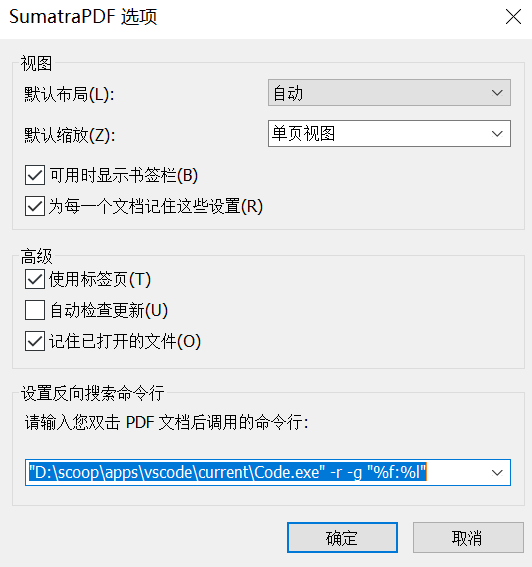 SumatraPDF 选项
视图
默认布局(L):
自动
默认缩放(Z):
单页视图
可用时显示书签栏(B)
为每一个文档记住这些设置(R)
高级
使用标签页(T)
自动检查更新(U)
记住已打开的文件(O)
设置反向搜索命令行
请输入您双击 PDF 文档后调用的命令行:
"D:\scoop\apps\vscode\current\Code.exe" -r -g "%f:%l"
确定
取消